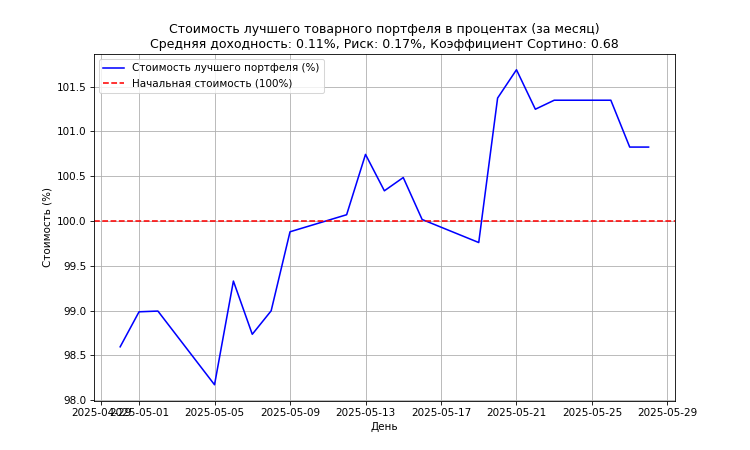 Стоимость лучшего товарного портфеля в процентах (за месяц)
Средняя доходность: 0.11%, Риск: 0.17%, Коэффициент Сортино: 0.68
Стоимость лучшего портфеля (%)
Начальная стоимость (100%)
101.5
101.0
100.5
100.0
99.5
99.0
98.5
98.0
Стоимость (%)
2025-04-29 2025-05-01 2025-05-05 2025-05-09 2025-05-13 2025-05-17 2025-05-21 2025-05-25 2025-05-29
День